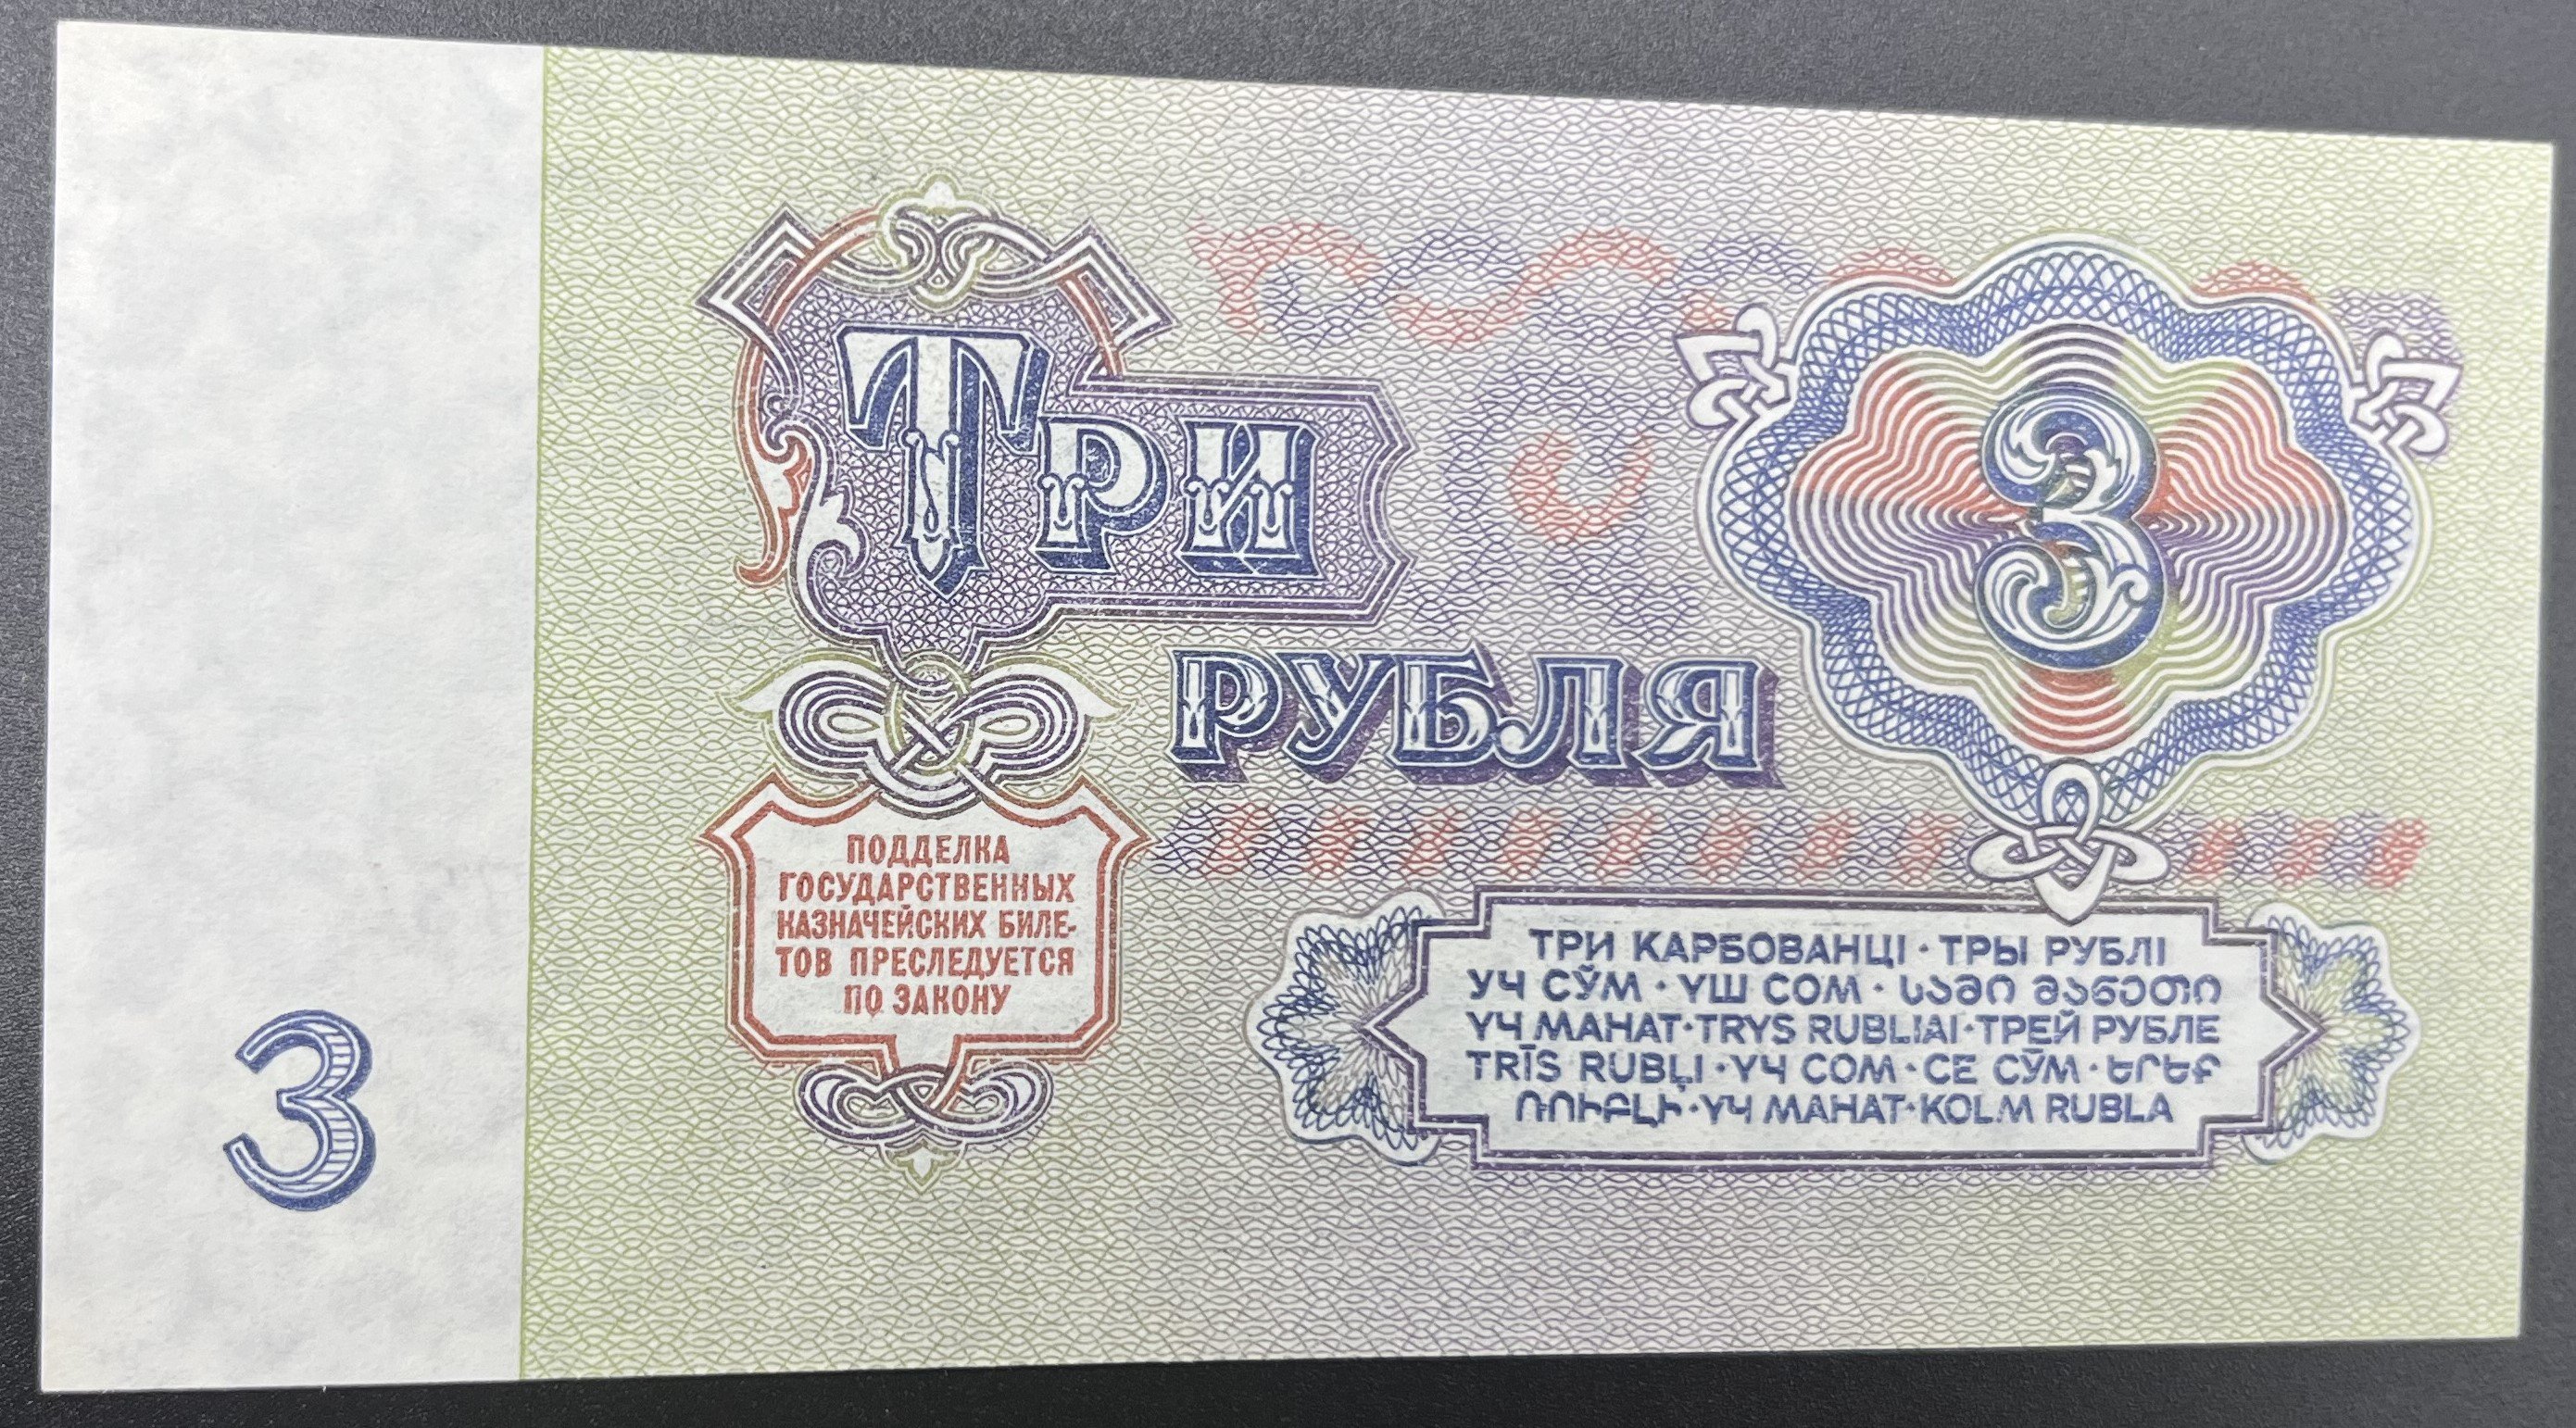 ТРИ
РУБЛЯ
3
ПОДДЕЛКА
ГОСУДАРСТВЕННЫХ
КАЗНАЧЕЙСКИХ БИЛЕ-
ТОВ ПРЕСЛЕДУЕТСЯ
ПО ЗАКОНУ
3
ТРИ КАРБОВАНЦІ · ТРЫ РУБЛІ
УЧ СЎМ · ҮШ СОМ · ᲡᲐᲛᲘ ᲛᲐᲜᲔᲗᲘ
ҮЧ МАНАТ · TRYS RUBLIAI · ТРЕЙ РУБЛЕ
TRĪS RUBĻI · ҮЧ СОМ · СЕ СӮМ · ԵՐԵՔ
ՌՈՒԲԼԻ · ҮЧ МАНАТ · KOLM RUBLA